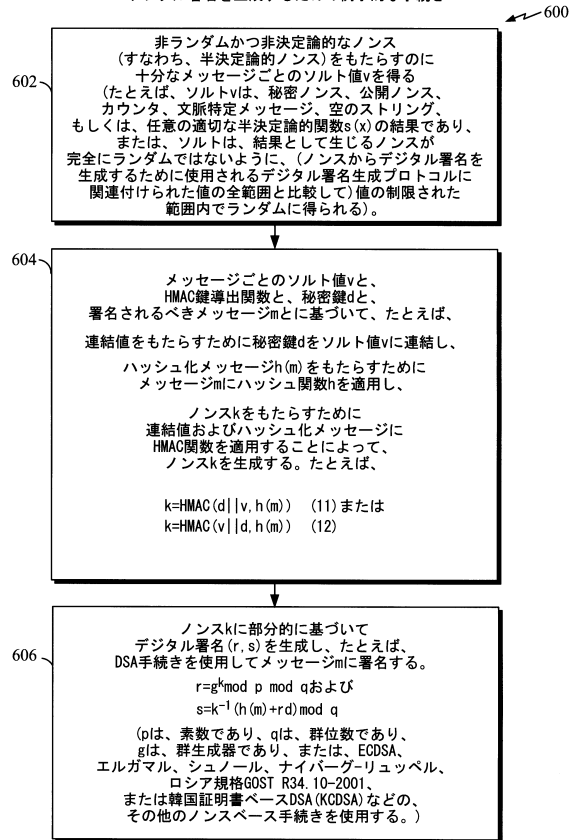 600
602
非ランダムかつ非決定論的なノンス
(すなわち、半決定論的ノンス)をもたらすのに
十分なメッセージごとのソルト値vを得る
(たとえば、ソルトvは、秘密ノンス、公開ノンス、
カウンタ、文脈特定メッセージ、空のストリング、
もしくは、任意の適切な半決定論的関数s(x)の結果であり、
または、ソルトは、結果として生じるノンスが
完全にランダムではないように、(ノンスからデジタル署名を
生成するために使用されるデジタル署名生成プロトコルに
関連付けられた値の全範囲と比較して)値の制限された
範囲内でランダムに得られる)。
604
メッセージごとのソルト値vと、
HMAC鍵導出関数と、秘密鍵dと、
署名されるべきメッセージmとに基づいて、たとえば、
連結値をもたらすために秘密鍵dをソルト値vに連結し、
ハッシュ化メッセージh(m)をもたらすために
メッセージmにハッシュ関数hを適用し、
ノンスkをもたらすために
連結値およびハッシュ化メッセージに
HMAC関数を適用することによって、
ノンスkを生成する。たとえば、
k=HMAC(d||v,h(m)) (11)または
k=HMAC(v||d,h(m)) (12)
606
ノンスkに部分的に基づいて
デジタル署名(r,s)を生成し、たとえば、
DSA手続きを使用してメッセージmに署名する。
r=g^k mod p mod qおよび
s=k^-1(h(m)+rd)mod q
(pは、素数であり、qは、群位数であり、
gは、群生成器であり、または、ECDSA、
エルガマル、シュノール、ナイバーグ-リュッペル、
ロシア規格GOST R34.10-2001、
または韓国証明書ベースDSA(KCDSA)などの、
その他のノンスベース手続きを使用する。)